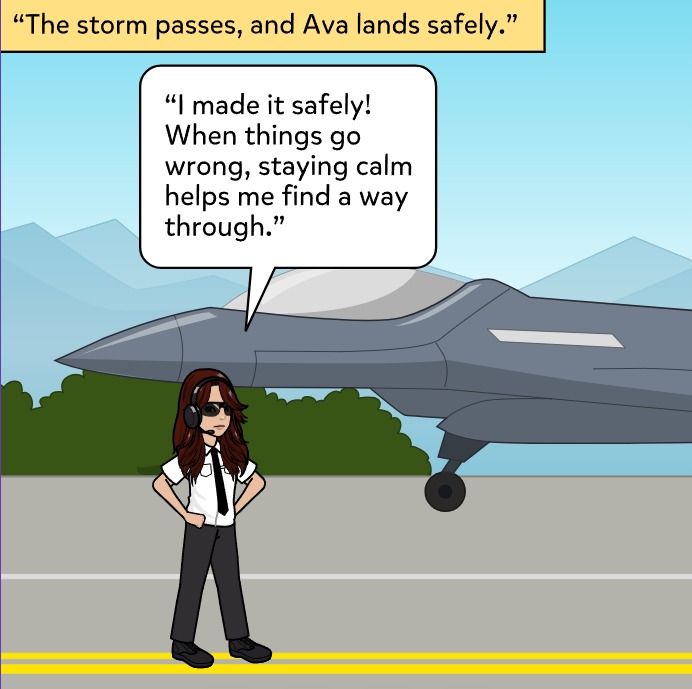 “The storm passes, and Ava lands safely.”
“I made it safely!
When things go
wrong, staying calm
helps me find a way
through.”